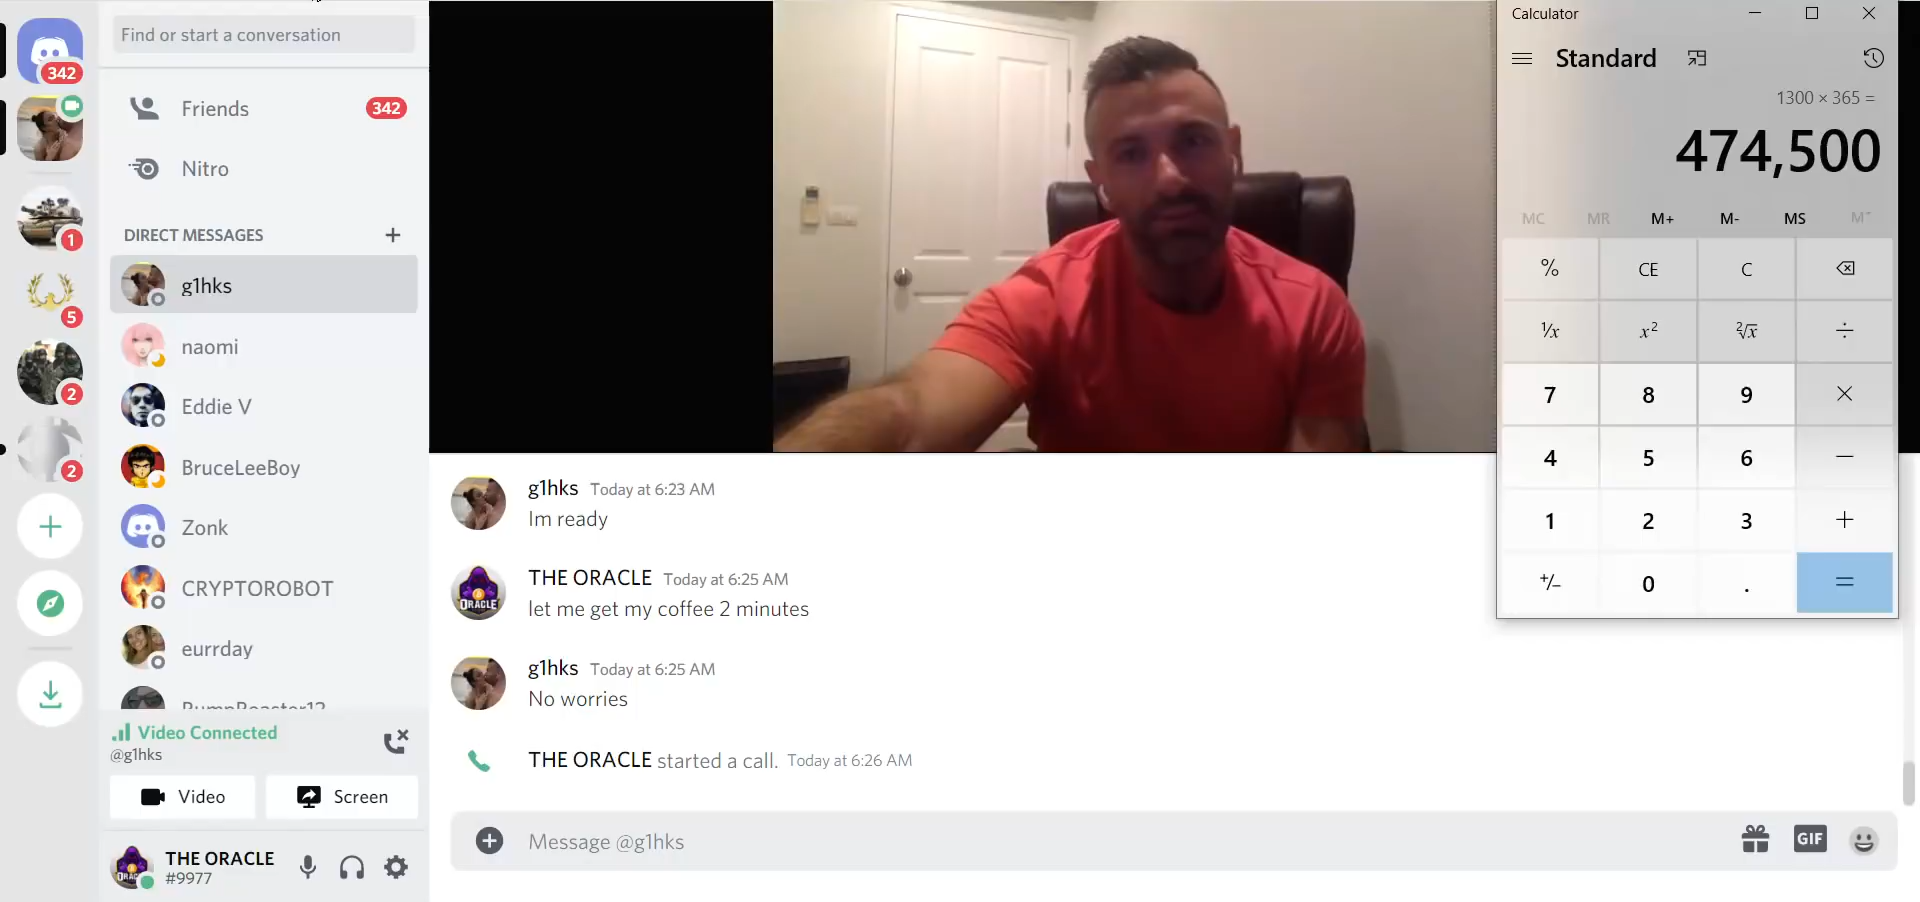 342
1
5
2
2
Find or start a conversation
Friends
342
Nitro
DIRECT MESSAGES
g1hks
naomi
Eddie V
BruceLeeBoy
Zonk
CRYPTOROBOT
eurrday
Video Connected
@g1hks
Video
Screen
THE ORACLE
#9977
g1hks Today at 6:23 AM
Im ready
ORACLE
THE ORACLE Today at 6:25 AM
let me get my coffee 2 minutes
g1hks Today at 6:25 AM
No worries
THE ORACLE started a call. Today at 6:26 AM
Message @g1hks
GIF
Calculator
Standard
1300 × 365 =
474,500
MC MR M+ M- MS M˅
% CE C
⅟x x² ²√x ÷
7 8 9 ×
4 5 6 −
1 2 3 +
+/− 0 . =